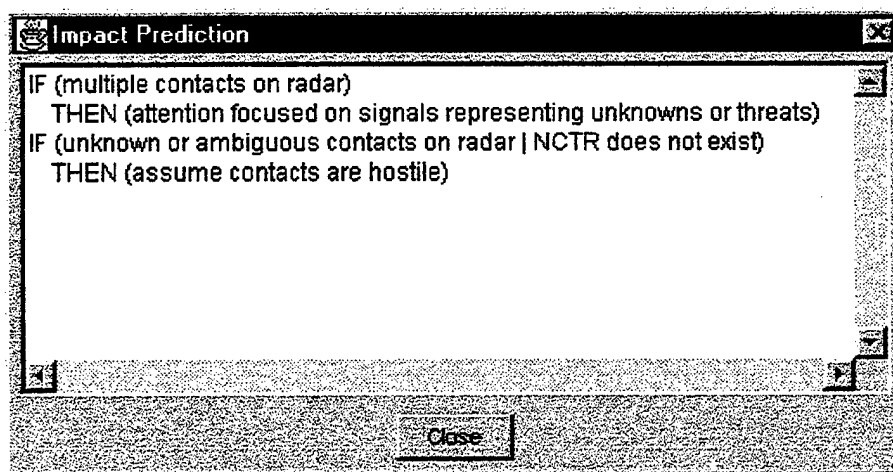 Impact Prediction
IF (multiple contacts on radar)
THEN (attention focused on signals representing unknowns or threats)
IF (unknown or ambiguous contacts on radar | NCTR does not exist)
THEN (assume contacts are hostile)
Close